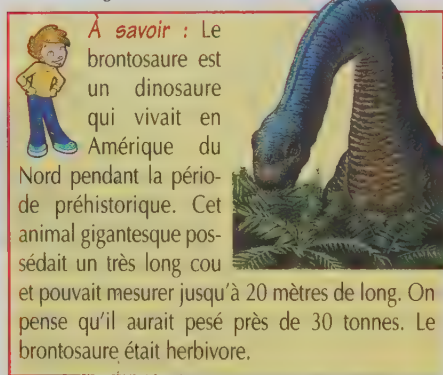 À savoir : Le
brontosaure est
un dinosaure
qui vivait en
Amérique du
Nord pendant la pério-
de préhistorique. Cet
animal gigantesque pos-
sédait un très long cou
et pouvait mesurer jusqu'à 20 mètres de long. On
pense qu'il aurait pesé près de 30 tonnes. Le
brontosaure était herbivore.